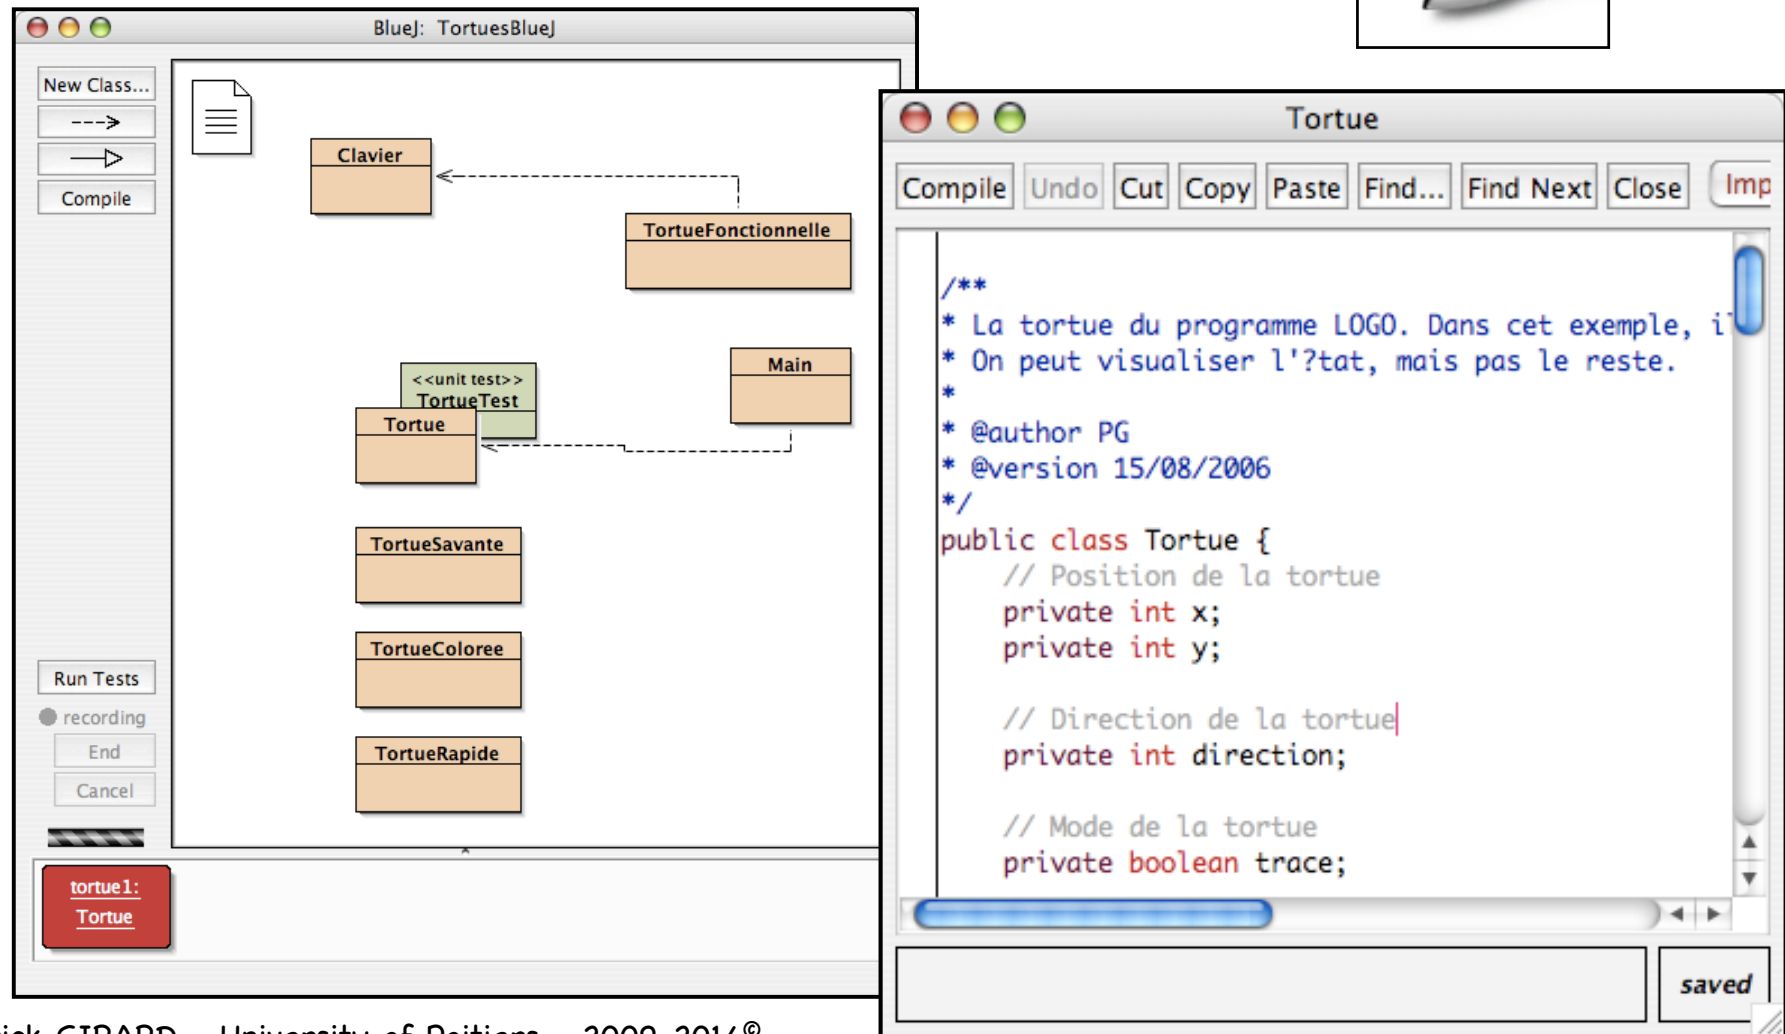 BlueJ: TortuesBlueJ
New Class...
Compile
Run Tests
recording
End
Cancel
Clavier
TortueFonctionnelle
Main
<<unit test>>
TortueTest
Tortue
TortueSavante
TortueColoree
TortueRapide
tortue1:
Tortue
Tortue
Compile Undo Cut Copy Paste Find... Find Next Close Imp
/**
* La tortue du programme LOGO. Dans cet exemple, i
* On peut visualiser l'?tat, mais pas le reste.
*
* @author PG
* @version 15/08/2006
*/
public class Tortue {
// Position de la tortue
private int x;
private int y;
// Direction de la tortue
private int direction;
// Mode de la tortue
private boolean trace;
saved
GIRARD - University of Poitiers - 2009-2014©